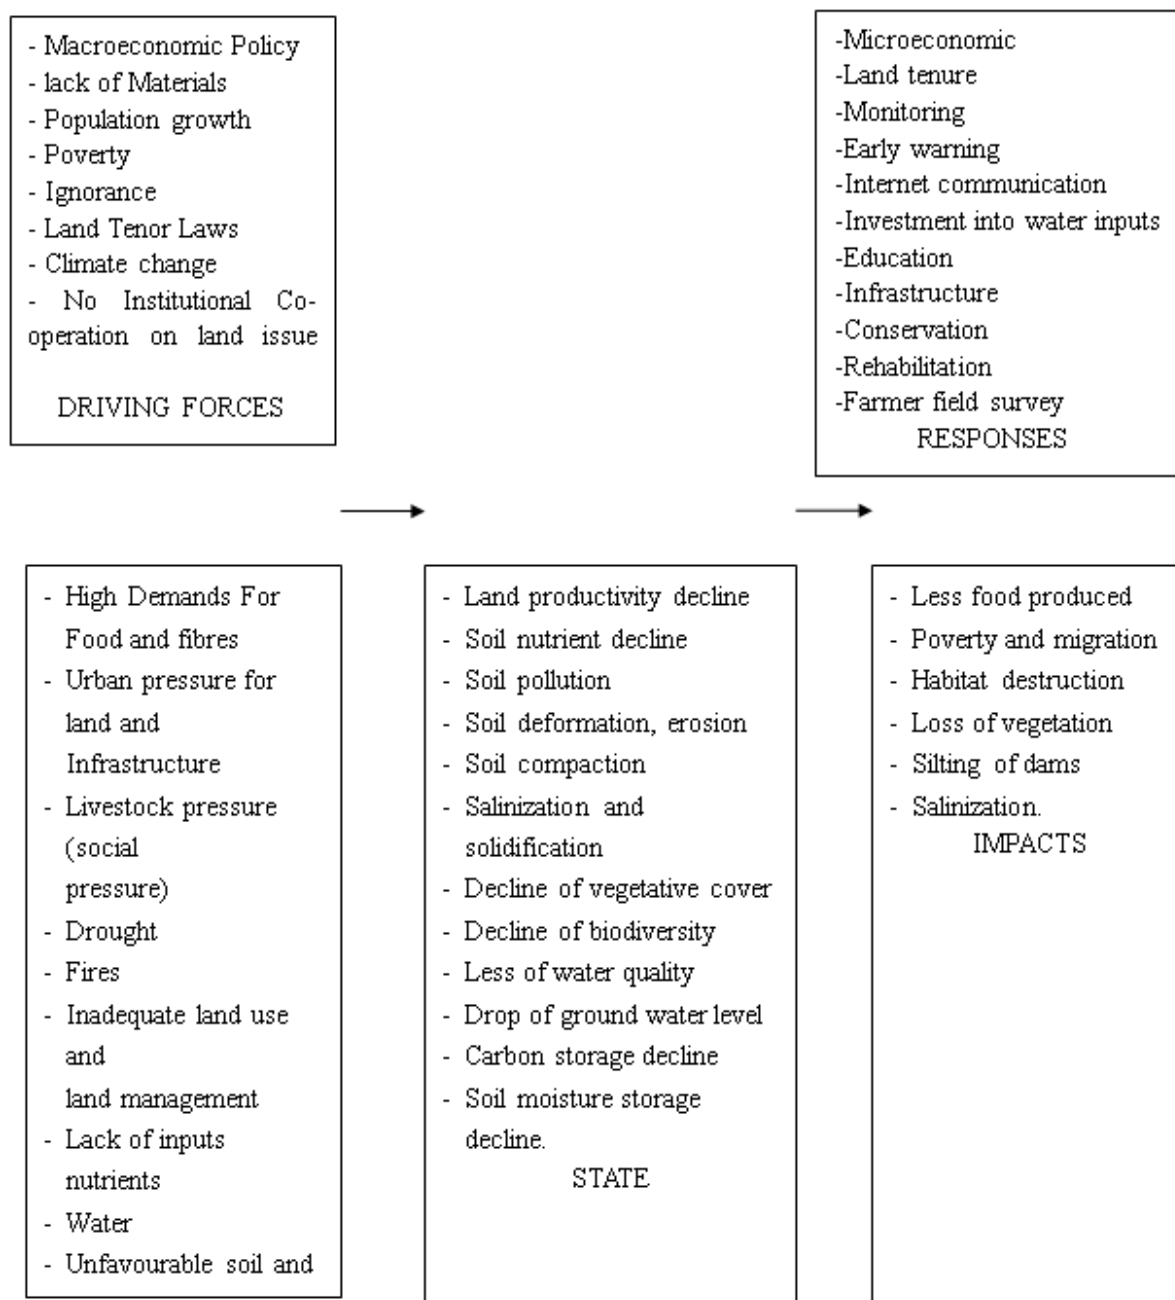 - Macroeconomic Policy
- lack of Materials
- Population growth
- Poverty
- Ignorance
- Land Tenor Laws
- Climate change
- No Institutional Co-
operation on land issue
DRIVING FORCES
-Microeconomic
-Land tenure
-Monitoring
-Early warning
-Internet communication
-Investment into water inputs
-Education
-Infrastructure
-Conservation
-Rehabilitation
-Farmer field survey
RESPONSES
- High Demands For
Food and fibres
- Urban pressure for
land and
Infrastructure
- Livestock pressure
(social
pressure)
- Drought
- Fires
- Inadequate land use
and
land management
- Lack of inputs
nutrients
- Water
- Unfavourable soil and
- Land productivity decline
- Soil nutrient decline
- Soil pollution
- Soil deformation, erosion
- Soil compaction
- Salinization and
solidification
- Decline of vegetative cover
- Decline of biodiversity
- Less of water quality
- Drop of ground water level
- Carbon storage decline
- Soil moisture storage
decline.
STATE
- Less food produced
- Poverty and migration
- Habitat destruction
- Loss of vegetation
- Silting of dams
- Salinization.
IMPACTS